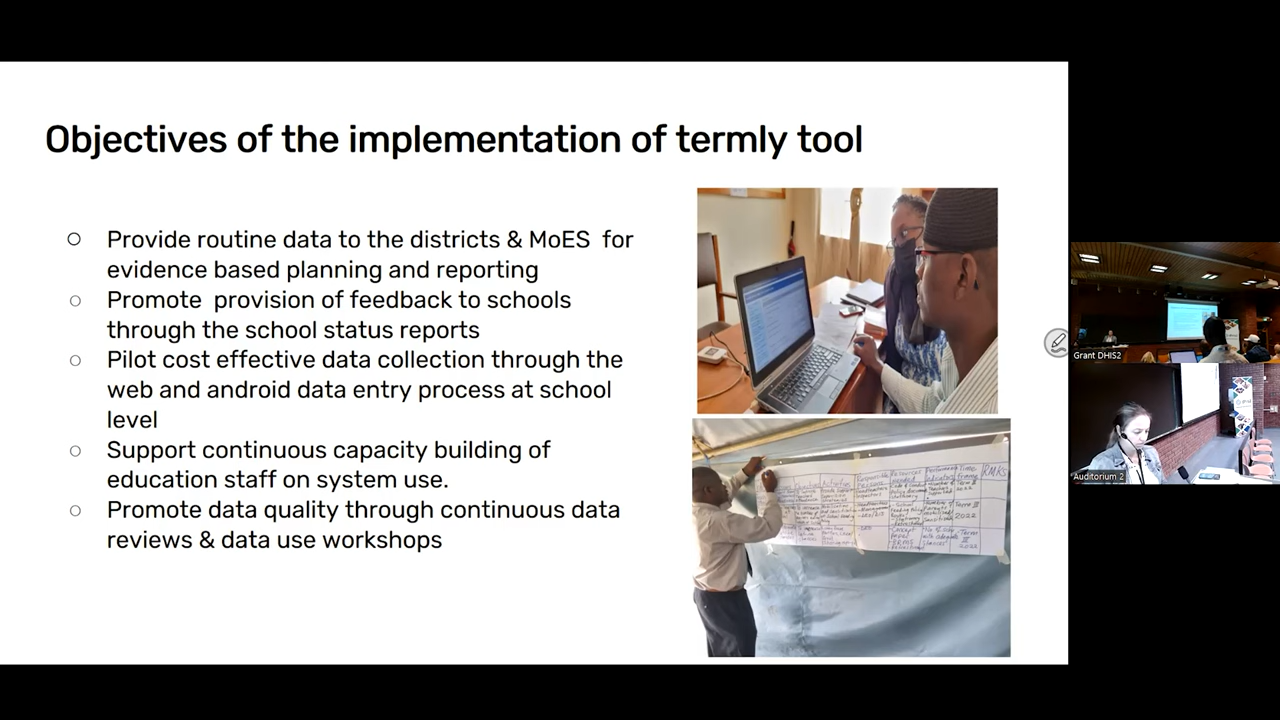 Objectives of the implementation of termly tool
○ Provide routine data to the districts & MoES for
evidence based planning and reporting
○ Promote provision of feedback to schools
through the school status reports
○ Pilot cost effective data collection through the
web and android data entry process at school
level
○ Support continuous capacity building of
education staff on system use.
○ Promote data quality through continuous data
reviews & data use workshops
RMKS
2022
Grant DHIS2
Auditorium 2